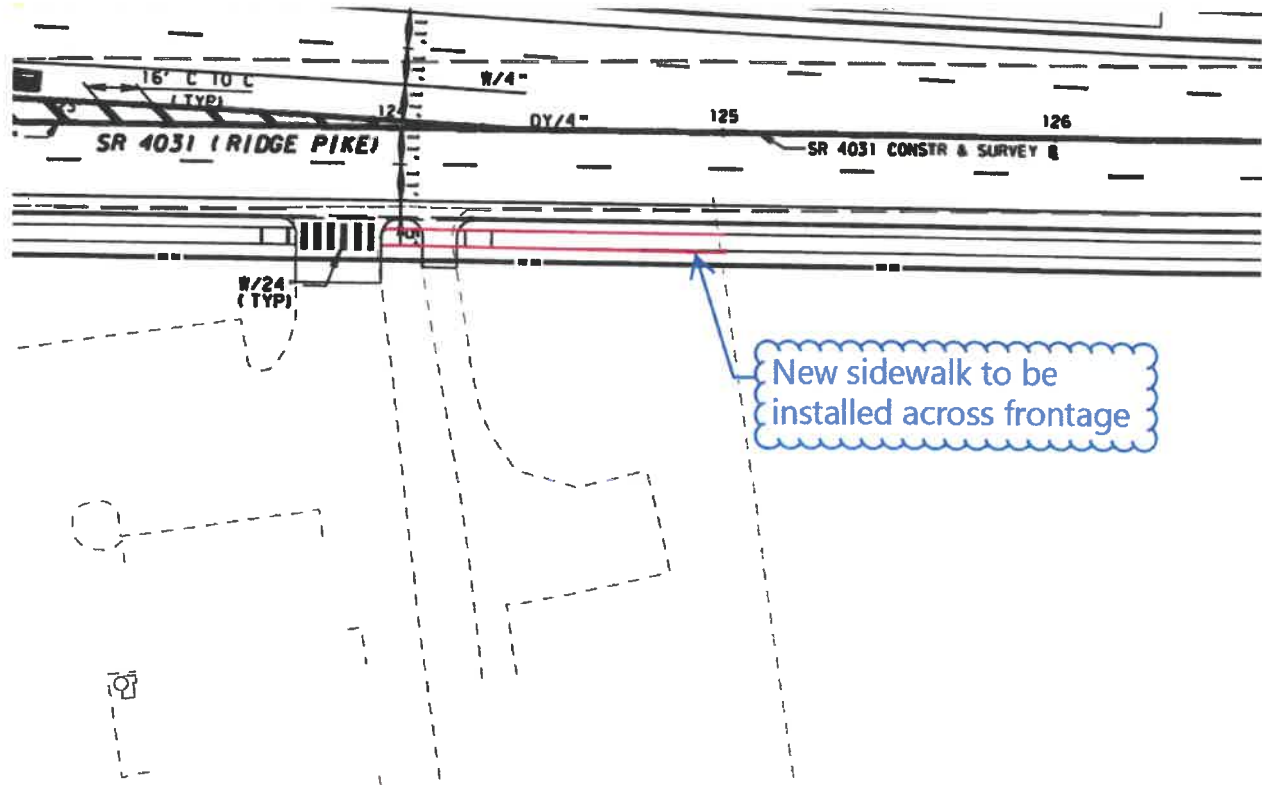 16' C TO C
(TYP)
W/4"
124
DY/4"
125
126
SR 4031 (RIDGE PIKE)
SR 4031 CONSTR & SURVEY
W/24
(TYP)
New sidewalk to be
installed across frontage